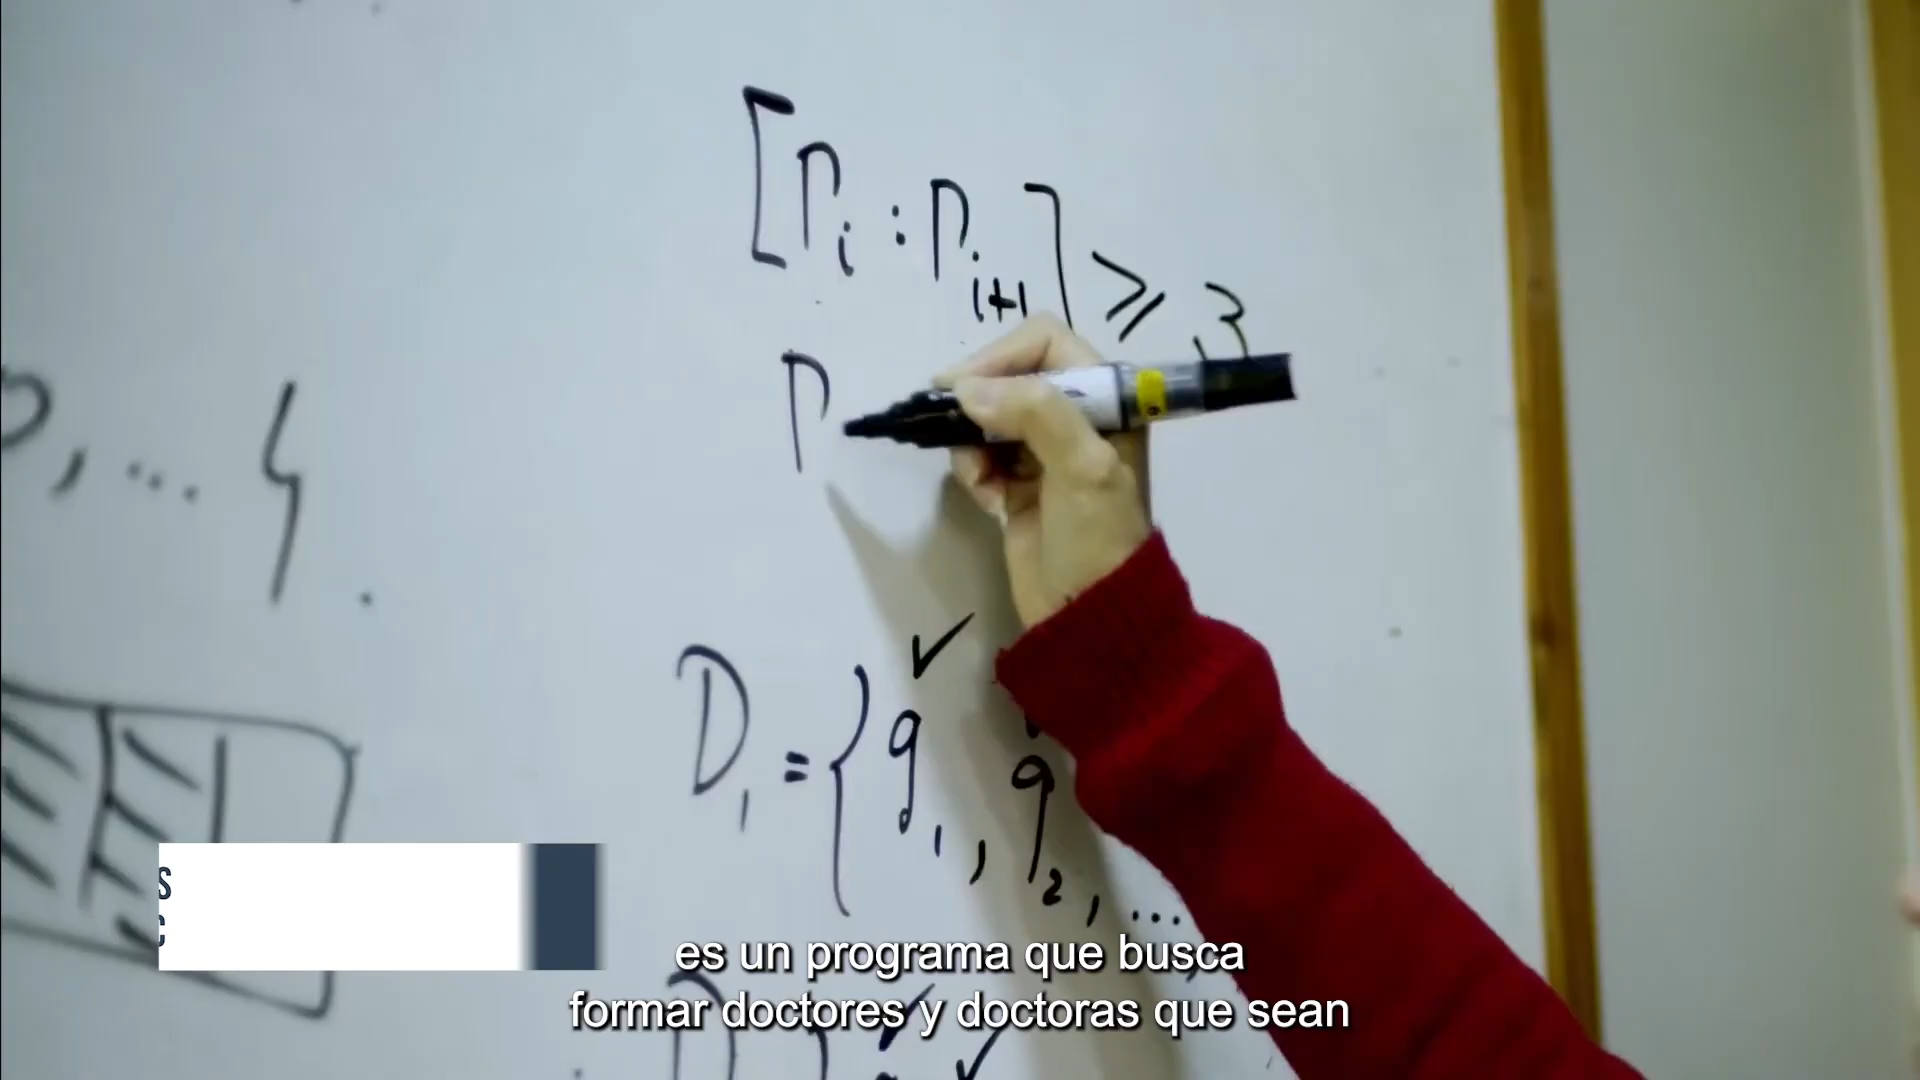 [Γi : Γi+1] ≥ 3
Γ
, ... }.
D1 = { g1, g2, ...
S
C
es un programa que busca
formar doctores y doctoras que sean